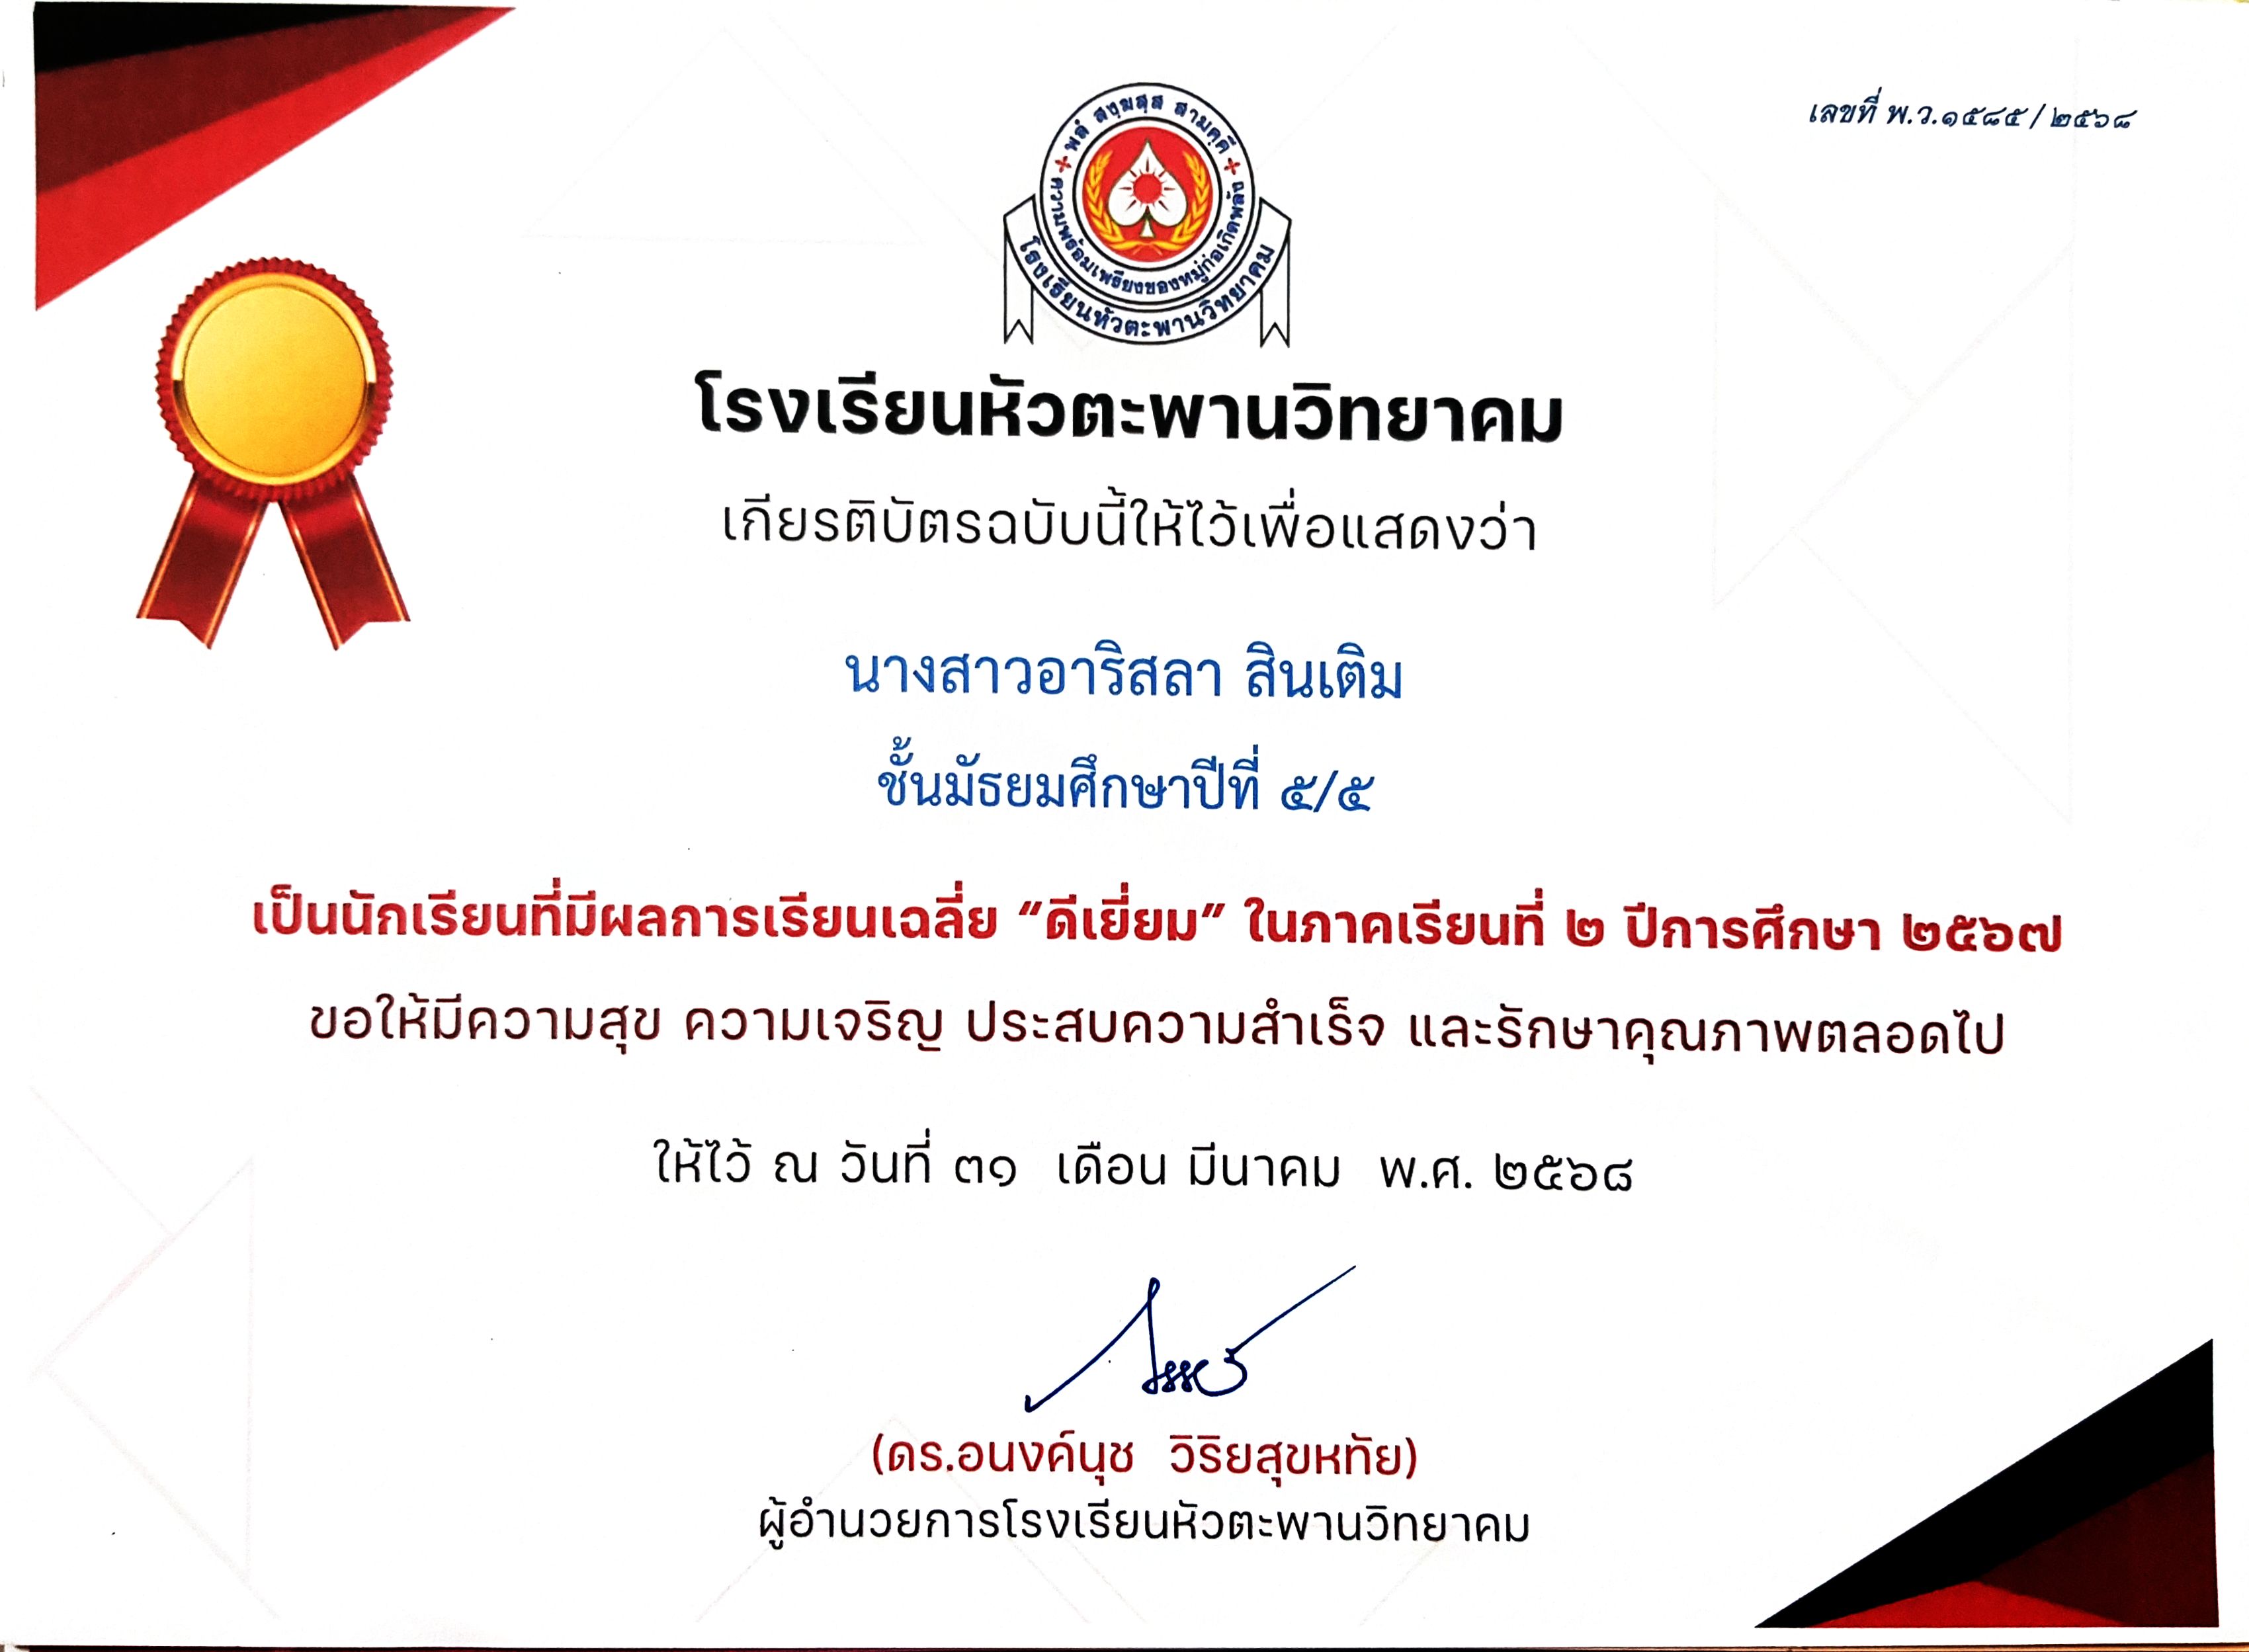 เลขที่ พ.ว.๑๕๘๕/๒๕๖๘
พลํ สงฺฆสฺส สามคฺคี
ความพร้อมเพรียงของหมู่ก่อเกิดพลัง
โรงเรียนหัวตะพานวิทยาคม
โรงเรียนหัวตะพานวิทยาคม
เกียรติบัตรฉบับนี้ให้ไว้เพื่อแสดงว่า
นางสาวอาริสลา สินเติม
ชั้นมัธยมศึกษาปีที่ ๕/๕
เป็นนักเรียนที่มีผลการเรียนเฉลี่ย “ดีเยี่ยม” ในภาคเรียนที่ ๒ ปีการศึกษา ๒๕๖๗
ขอให้มีความสุข ความเจริญ ประสบความสำเร็จ และรักษาคุณภาพตลอดไป
ให้ไว้ ณ วันที่ ๓๑ เดือน มีนาคม พ.ศ. ๒๕๖๘
(ดร.อนงค์นุช วิริยสุขหทัย)
ผู้อำนวยการโรงเรียนหัวตะพานวิทยาคม